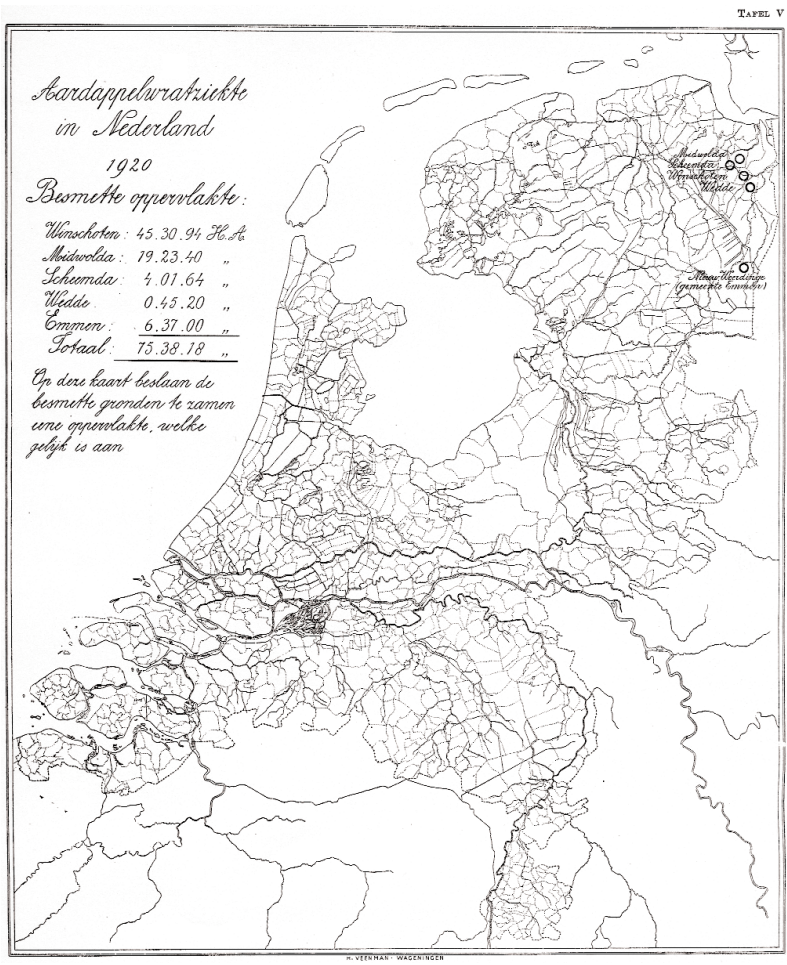 TAFEL V
Aardappelwratziekte
in Nederland
1920
Besmette oppervlakte:
Winschoten: 45.30.94 H.A.
Midwolda: 19.23.40 „
Scheemda: 4.01.64 „
Wedde 0.45.20 „
Emmen: 6.37.00 „
Totaal: 75.38.18 „
Op deze kaart beslaan de
besmette gronden te zamen
eene oppervlakte, welke
gelijk is aan
Midwolda
Scheemda
Winschoten
Wedde
Nieuw-Weerdinge
(gemeente Emmen)
H. VEENMAN - WAGENINGEN